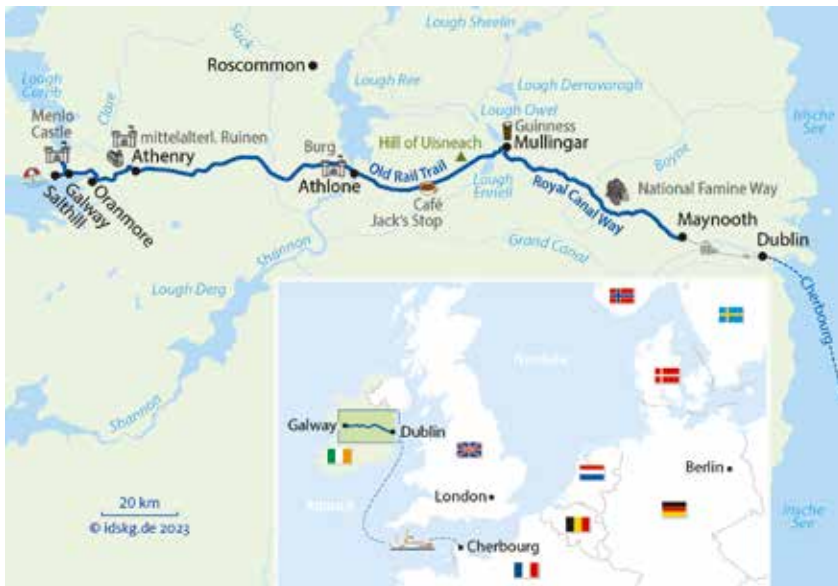 Lough Sheelin
Suck
Roscommon
Lough Ree
Lough Derravaragh
Irische
See
Lough
Corrib
Clare
Lough Owel
Menlo
Castle
mittelalterl. Ruinen
Guinness
Hill of Uisneach
Mullingar
Boyne
Burg
Athenry
Old Rail Trail
National Famine Way
Athlone
Lough
Ennell
Royal Canal Way
Salthill
Galway
Oranmore
Café
Jack's Stop
Maynooth
Shannon
Grand Canal
Dublin
Cherbourg
Lough Derg
Nordsee
Shannon
Galway
Dublin
Berlin
London
Atlantik
20 km
© idskg.de 2023
Cherbourg
Irische
See